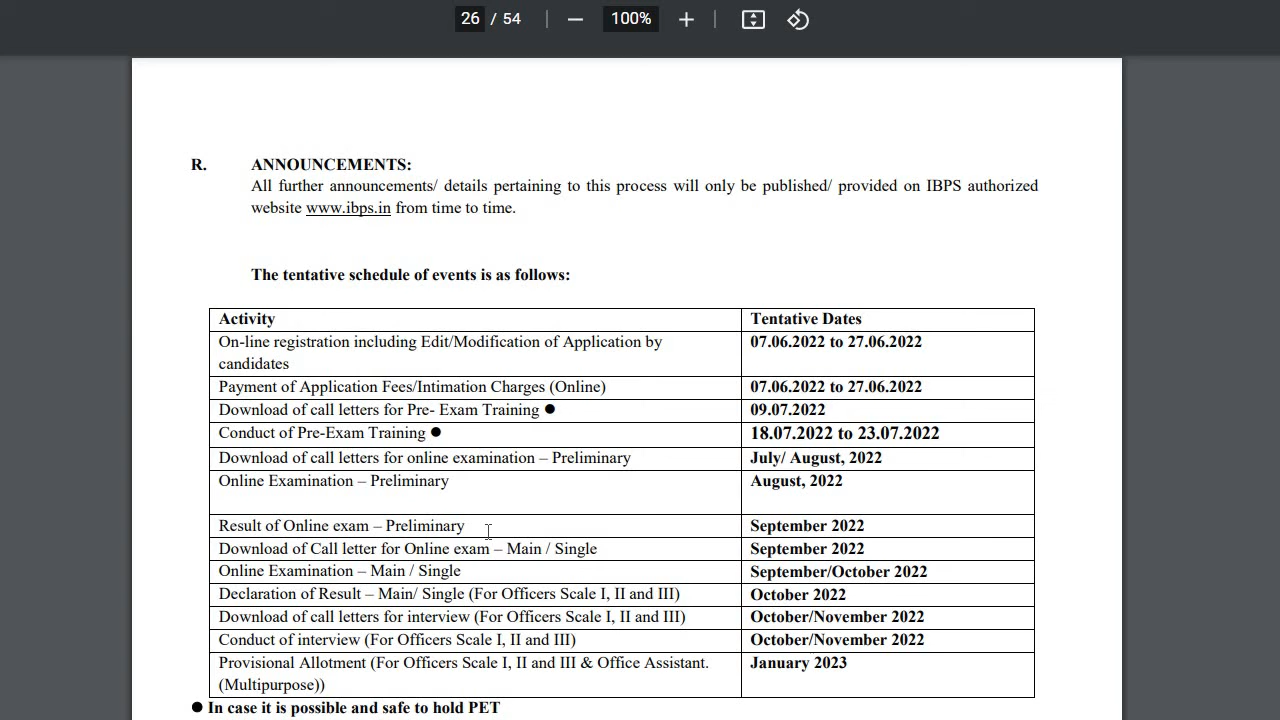 26 / 54 100%
R. ANNOUNCEMENTS:
All further announcements/ details pertaining to this process will only be published/ provided on IBPS authorized
website www.ibps.in from time to time.
The tentative schedule of events is as follows:
Activity Tentative Dates
On-line registration including Edit/Modification of Application by 07.06.2022 to 27.06.2022
candidates
Payment of Application Fees/Intimation Charges (Online) 07.06.2022 to 27.06.2022
Download of call letters for Pre- Exam Training ● 09.07.2022
Conduct of Pre-Exam Training ● 18.07.2022 to 23.07.2022
Download of call letters for online examination – Preliminary July/ August, 2022
Online Examination – Preliminary August, 2022
Result of Online exam – Preliminary September 2022
Download of Call letter for Online exam – Main / Single September 2022
Online Examination – Main / Single September/October 2022
Declaration of Result – Main/ Single (For Officers Scale I, II and III) October 2022
Download of call letters for interview (For Officers Scale I, II and III) October/November 2022
Conduct of interview (For Officers Scale I, II and III) October/November 2022
Provisional Allotment (For Officers Scale I, II and III & Office Assistant. January 2023
(Multipurpose))
● In case it is possible and safe to hold PET